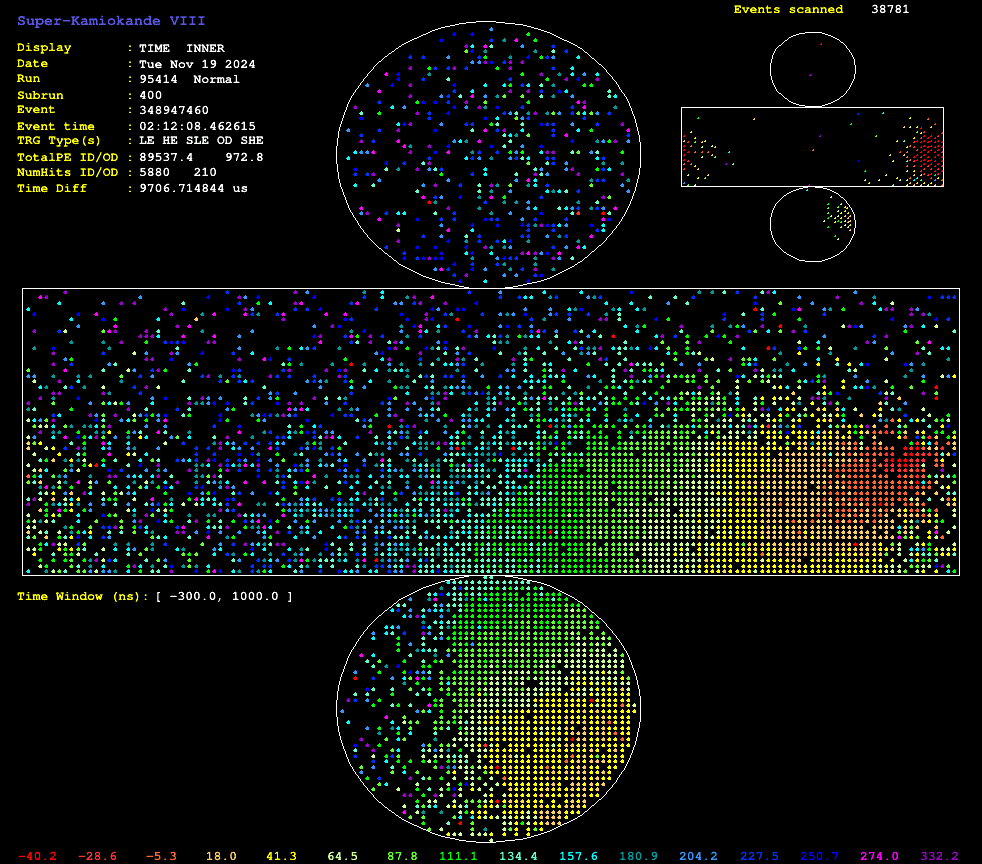 Super-Kamiokande VIII
Events scanned 38781
Display : TIME INNER
Date : Tue Nov 19 2024
Run : 95414 Normal
Subrun : 400
Event : 348947460
Event time : 02:12:08.462615
TRG Type(s) : LE HE SLE OD SHE
TotalPE ID/OD : 89537.4 972.8
NumHits ID/OD : 5880 210
Time Diff : 9706.714844 us
Time Window (ns): [ -300.0, 1000.0 ]
-40.2 -28.6 -5.3 18.0 41.3 64.5 87.8 111.1 134.4 157.6 180.9 204.2 227.5 250.7 274.0 332.2